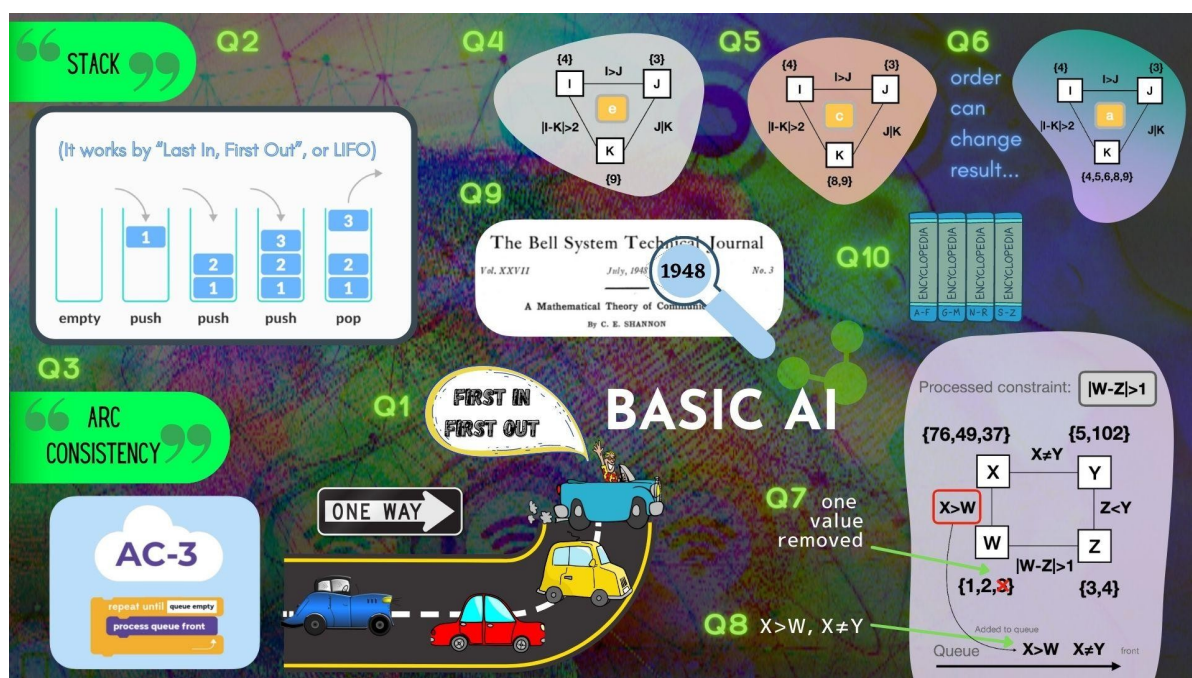 STACK
Q2
(It works by "Last In, First Out", or LIFO)
1
2
1
3
2
1
3
2
1
empty
push
push
push
pop
Q3
ARC
CONSISTENCY
AC-3
repeat until queue empty
process queue front
Q4
{4}
{3}
I>J
I
J
e
|I-K|>2
J|K
K
{9}
Q5
{4}
{3}
I>J
I
J
c
|I-K|>2
J|K
K
{8,9}
Q6
order
can
change
result...
{4}
{3}
I>J
I
J
a
|I-K|>2
J|K
K
{4,5,6,8,9}
Q9
The Bell System Technical Journal
Vol. XXVII
July, 1948
No. 3
1948
A Mathematical Theory of
By C. E. SHANNON
Q10
ENCYCLOPEDIA
ENCYCLOPEDIA
ENCYCLOPEDIA
ENCYCLOPEDIA
A-F
G-M
N-R
S-Z
Q1
FIRST IN
FIRST OUT
ONE WAY
BASIC AI
Processed constraint: |W-Z|>1
{76,49,37}
{5,102}
X≠Y
X
Y
X>W
Z<Y
W
Z
|W-Z|>1
{1,2,3}
{3,4}
Q7 one
value
removed
Q8 X>W, X≠Y
Added to queue
Queue
X>W X≠Y
front